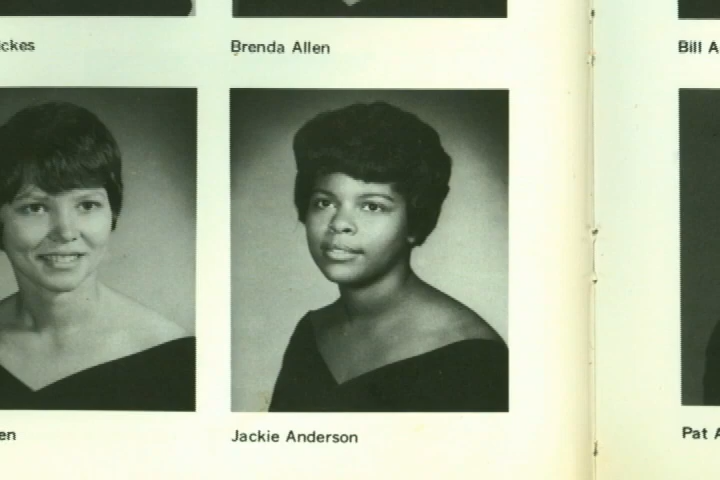 ckes
Brenda Allen
Bill A
en
Jackie Anderson
Pat A